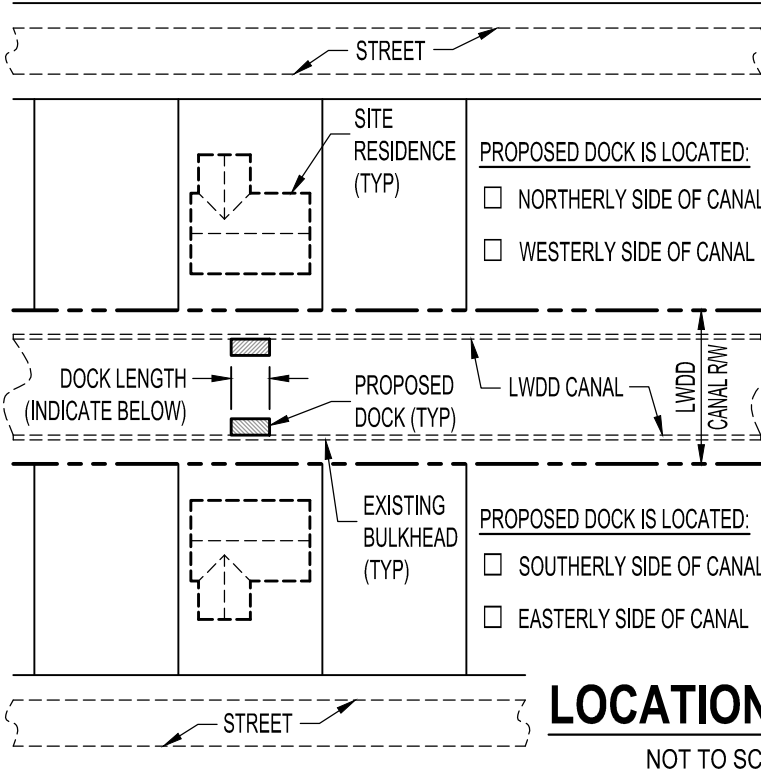 STREET
SITE
RESIDENCE
(TYP)
PROPOSED DOCK IS LOCATED:
NORTHERLY SIDE OF CANAL
WESTERLY SIDE OF CANAL
DOCK LENGTH
(INDICATE BELOW)
PROPOSED
DOCK (TYP)
LWDD CANAL
LWDD
CANAL R/W
EXISTING
BULKHEAD
(TYP)
PROPOSED DOCK IS LOCATED:
SOUTHERLY SIDE OF CANAL
EASTERLY SIDE OF CANAL
STREET
LOCATION
NOT TO SC